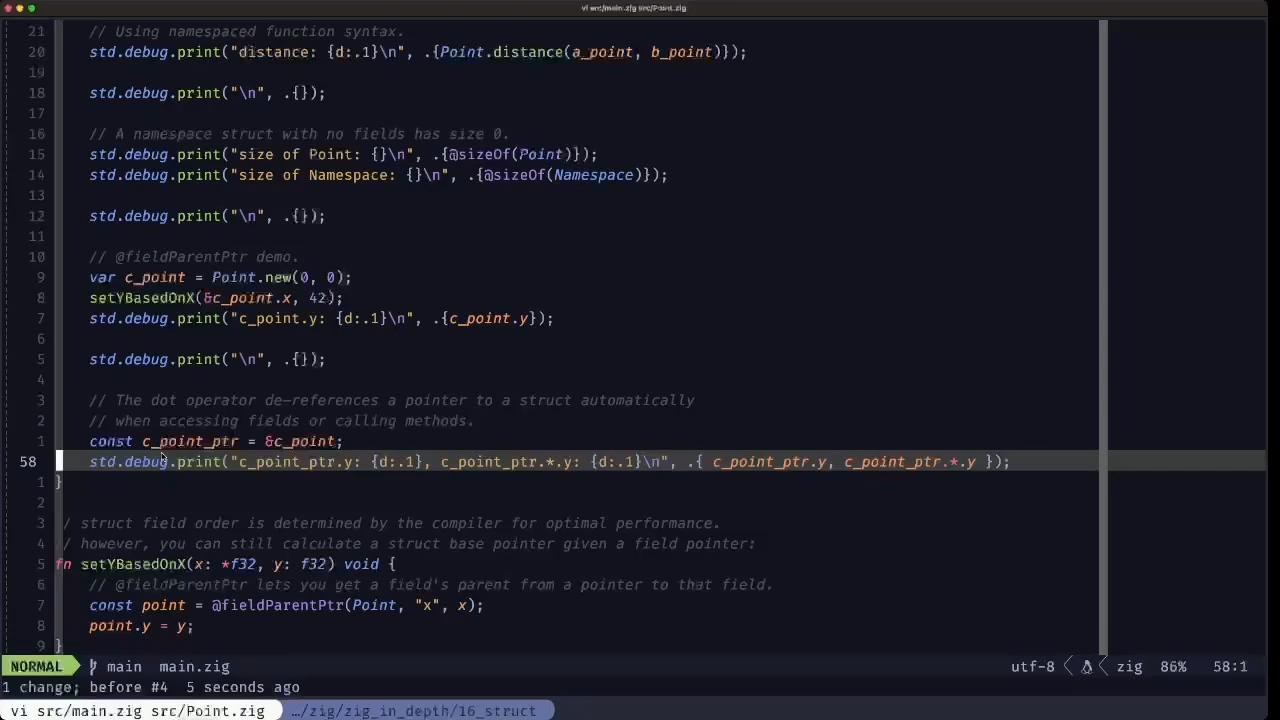 vi src/main.zig src/Point.zig
21 // Using namespaced function syntax.
20 std.debug.print("distance: {d:.1}\n", .{Point.distance(a_point, b_point)});
19
18 std.debug.print("\n", .{});
17
16 // A namespace struct with no fields has size 0.
15 std.debug.print("size of Point: {}\n", .{@sizeOf(Point)});
14 std.debug.print("size of Namespace: {}\n", .{@sizeOf(Namespace)});
13
12 std.debug.print("\n", .{});
11
10 // @fieldParentPtr demo.
9 var c_point = Point.new(0, 0);
8 setYBasedOnX(&c_point.x, 42);
7 std.debug.print("c_point.y: {d:.1}\n", .{c_point.y});
6
5 std.debug.print("\n", .{});
4
3 // The dot operator de-references a pointer to a struct automatically
2 // when accessing fields or calling methods.
1 const c_point_ptr = &c_point;
58 std.debug.print("c_point_ptr.y: {d:.1}, c_point_ptr.*.y: {d:.1}\n", .{ c_point_ptr.y, c_point_ptr.*.y });
1 }
2
3 / struct field order is determined by the compiler for optimal performance.
4 / however, you can still calculate a struct base pointer given a field pointer:
5 fn setYBasedOnX(x: *f32, y: f32) void {
6 // @fieldParentPtr lets you get a field's parent from a pointer to that field.
7 const point = @fieldParentPtr(Point, "x", x);
8 point.y = y;
9 }
NORMAL main main.zig utf-8 zig 86% 58:1
1 change; before #4 5 seconds ago
vi src/main.zig src/Point.zig …/zig/zig_in_depth/16_struct